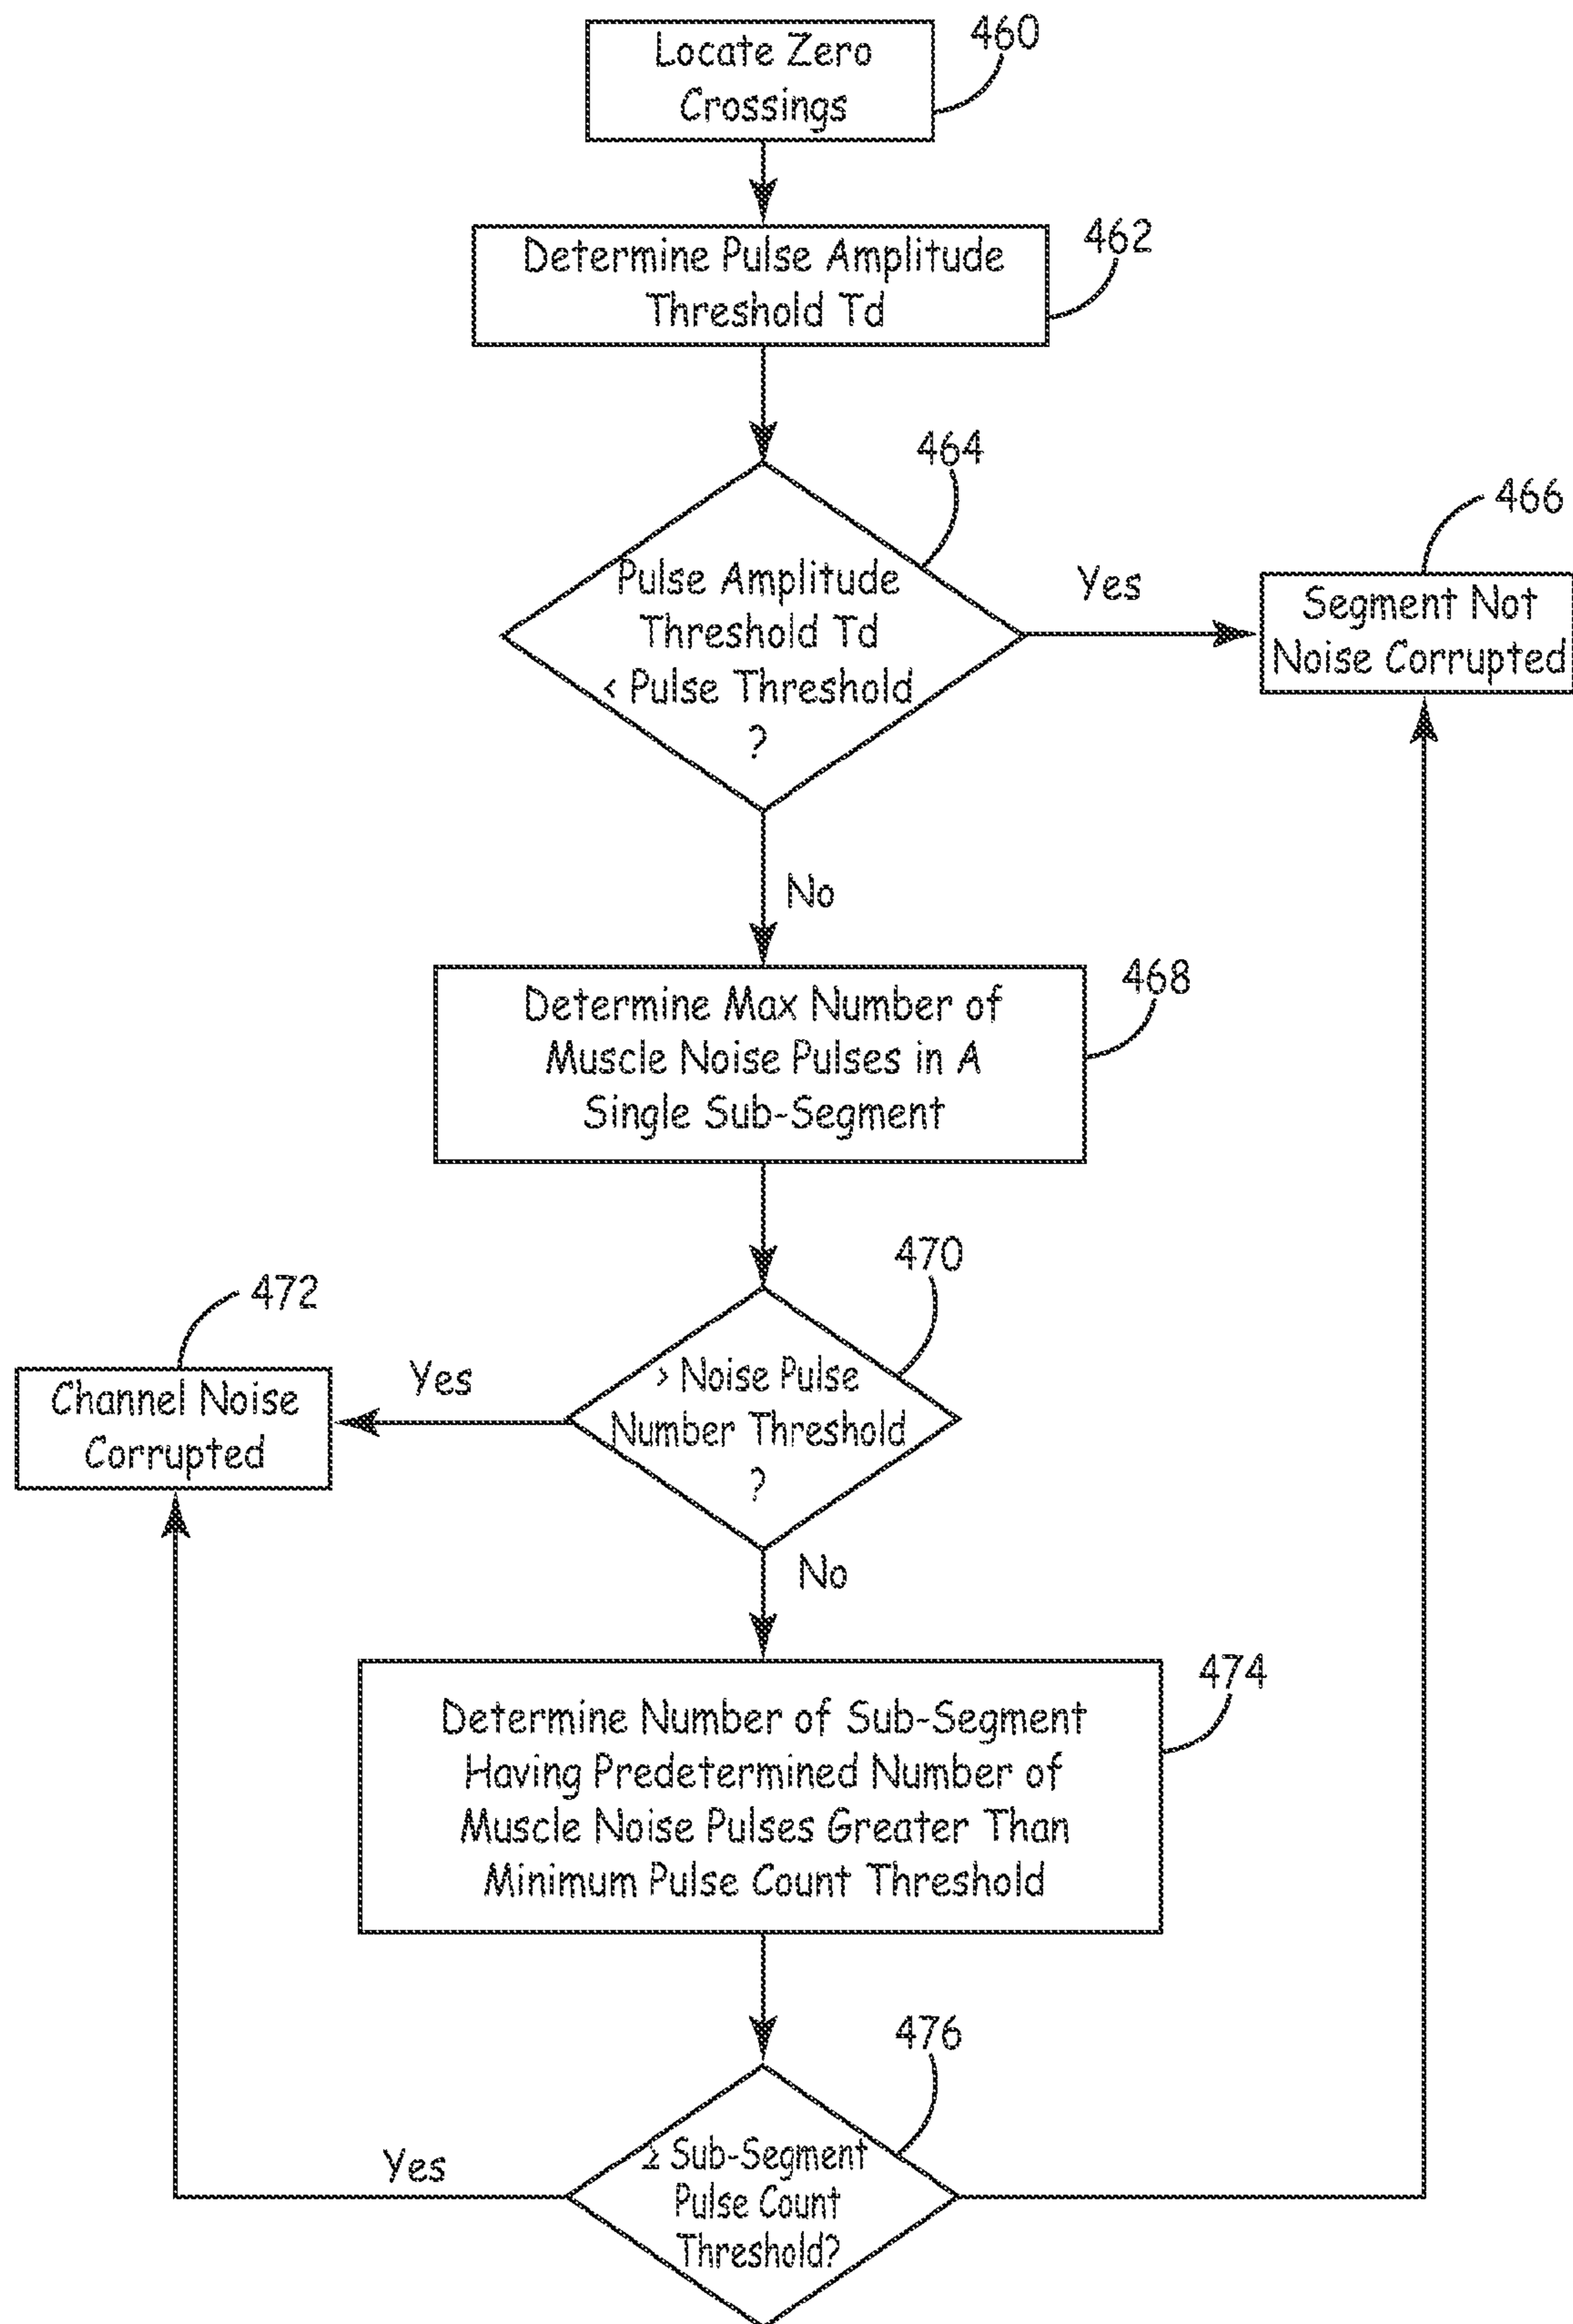 Locate Zero
Crossings
460
Determine Pulse Amplitude
Threshold Td
462
464
Pulse Amplitude
Threshold Td
< Pulse Threshold
?
Yes
466
Segment Not
Noise Corrupted
No
Determine Max Number of
Muscle Noise Pulses in A
Single Sub-Segment
468
470
> Noise Pulse
Number Threshold
?
Yes
472
Channel Noise
Corrupted
No
474
Determine Number of Sub-Segment
Having Predetermined Number of
Muscle Noise Pulses Greater Than
Minimum Pulse Count Threshold
476
≥ Sub-Segment
Pulse Count
Threshold?
Yes